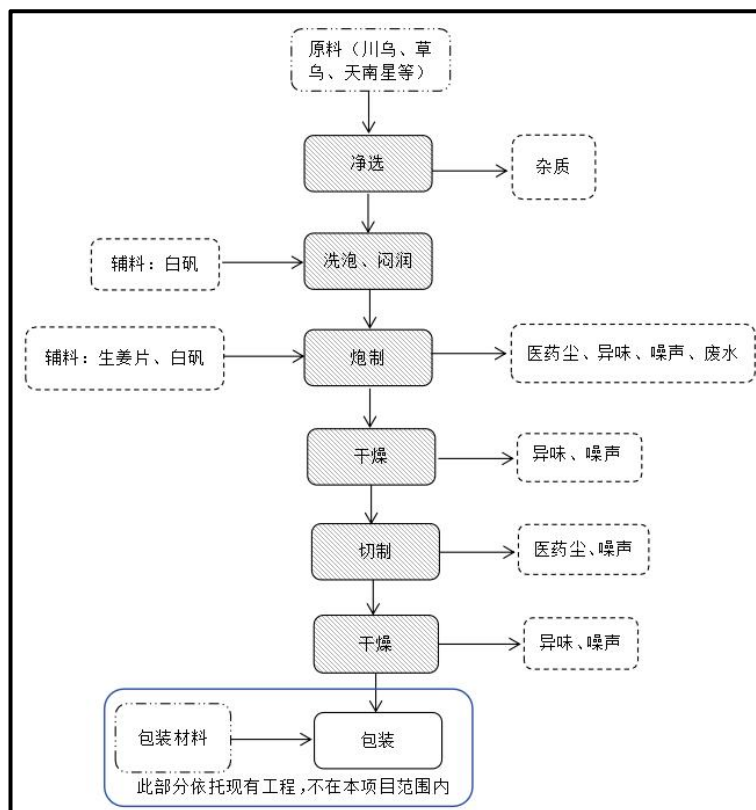 原料（川乌、草
乌、天南星等）
净选
杂质
辅料：白矾
洗泡、闷润
辅料：生姜片、白矾
炮制
医药尘、异味、噪声、废水
干燥
异味、噪声
切制
医药尘、噪声
干燥
异味、噪声
包装材料
包装
此部分依托现有工程，不在本项目范围内